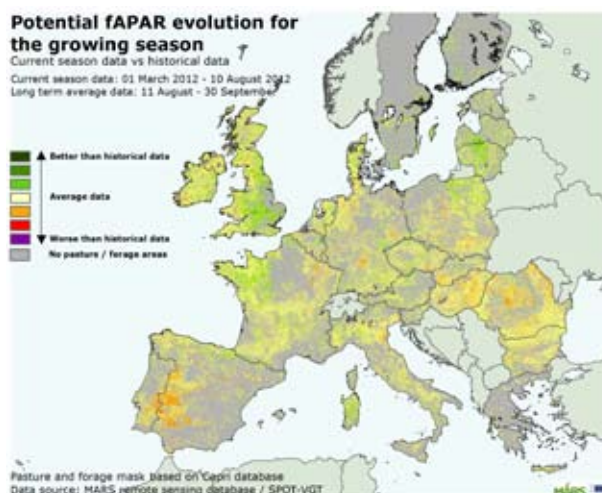 Potential fAPAR evolution for
the growing season
Current season data vs historical data
Current season data: 01 March 2012 - 10 August 2012
Long term average data: 11 August - 30 September
Better than historical data
Average data
Worse than historical data
No pasture / forage areas
Pasture and forage mask based on Capri database
Data source: MARS remote sensing database / SPOT-VGT
MARS